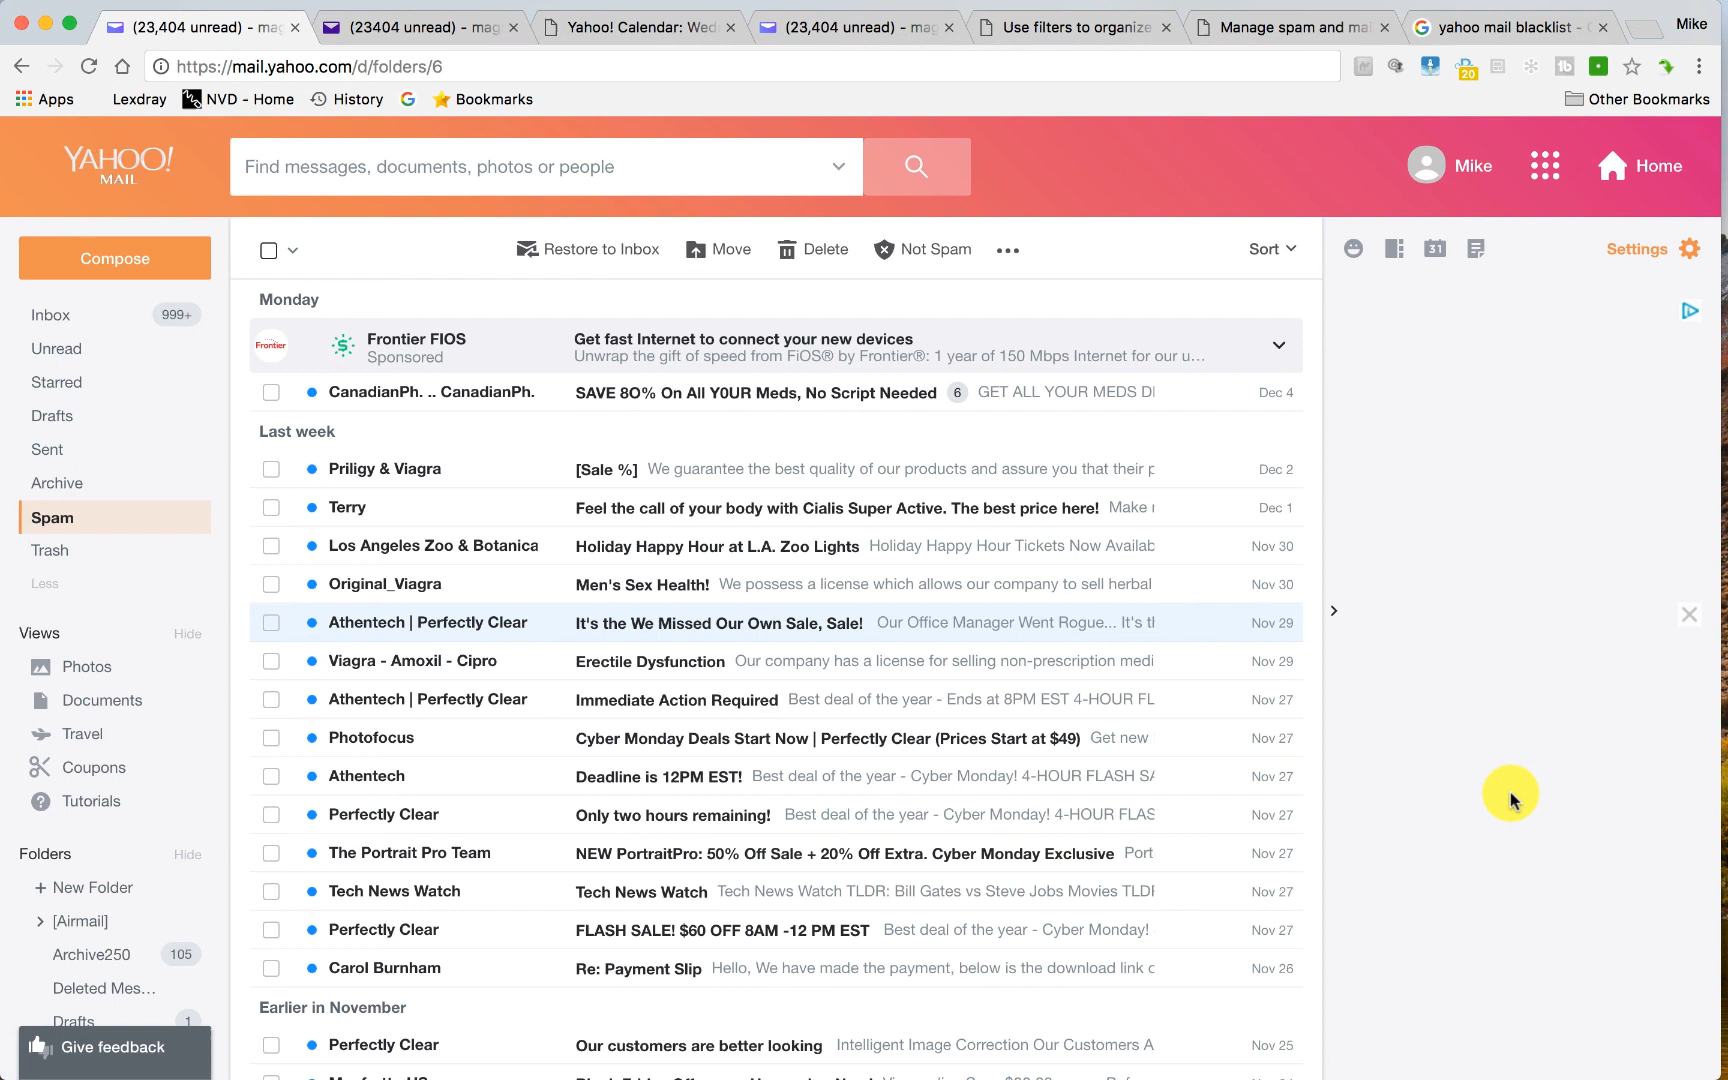 (23,404 unread) - mag
(23404 unread) - mag
Yahoo! Calendar: Wed
(23,404 unread) - mag
Use filters to organize
Manage spam and mai
yahoo mail blacklist - G
Mike
https://mail.yahoo.com/d/folders/6
20
Apps
Lexdray
NVD - Home
History
Bookmarks
Other Bookmarks
YAHOO!
MAIL
Find messages, documents, photos or people
Mike
Home
Compose
Restore to Inbox
Move
Delete
Not Spam
Sort
31
Settings
Inbox 999+
Unread
Starred
Drafts
Sent
Archive
Spam
Trash
Less
Views Hide
Photos
Documents
Travel
Coupons
Tutorials
Folders Hide
+ New Folder
[Airmail]
Archive250 105
Deleted Mes...
Drafts 1
Give feedback
Monday
Frontier
Frontier FIOS Get fast Internet to connect your new devices
Sponsored Unwrap the gift of speed from FiOS® by Frontier®: 1 year of 150 Mbps Internet for our u...
CanadianPh. .. CanadianPh. SAVE 8O% On All Y0UR Meds, No Script Needed 6 GET ALL YOUR MEDS DI Dec 4
Last week
Priligy & Viagra [Sale %] We guarantee the best quality of our products and assure you that their p Dec 2
Terry Feel the call of your body with Cialis Super Active. The best price here! Make Dec 1
Los Angeles Zoo & Botanica Holiday Happy Hour at L.A. Zoo Lights Holiday Happy Hour Tickets Now Availab Nov 30
Original_Viagra Men's Sex Health! We possess a license which allows our company to sell herbal Nov 30
Athentech | Perfectly Clear It's the We Missed Our Own Sale, Sale! Our Office Manager Went Rogue... It's th Nov 29
Viagra - Amoxil - Cipro Erectile Dysfunction Our company has a license for selling non-prescription medi Nov 29
Athentech | Perfectly Clear Immediate Action Required Best deal of the year - Ends at 8PM EST 4-HOUR FL Nov 27
Photofocus Cyber Monday Deals Start Now | Perfectly Clear (Prices Start at $49) Get new Nov 27
Athentech Deadline is 12PM EST! Best deal of the year - Cyber Monday! 4-HOUR FLASH SA Nov 27
Perfectly Clear Only two hours remaining! Best deal of the year - Cyber Monday! 4-HOUR FLAS Nov 27
The Portrait Pro Team NEW PortraitPro: 50% Off Sale + 20% Off Extra. Cyber Monday Exclusive Port Nov 27
Tech News Watch Tech News Watch Tech News Watch TLDR: Bill Gates vs Steve Jobs Movies TLDR Nov 27
Perfectly Clear FLASH SALE! $60 OFF 8AM -12 PM EST Best deal of the year - Cyber Monday! Nov 27
Carol Burnham Re: Payment Slip Hello, We have made the payment, below is the download link c Nov 26
Earlier in November
Perfectly Clear Our customers are better looking Intelligent Image Correction Our Customers A Nov 25